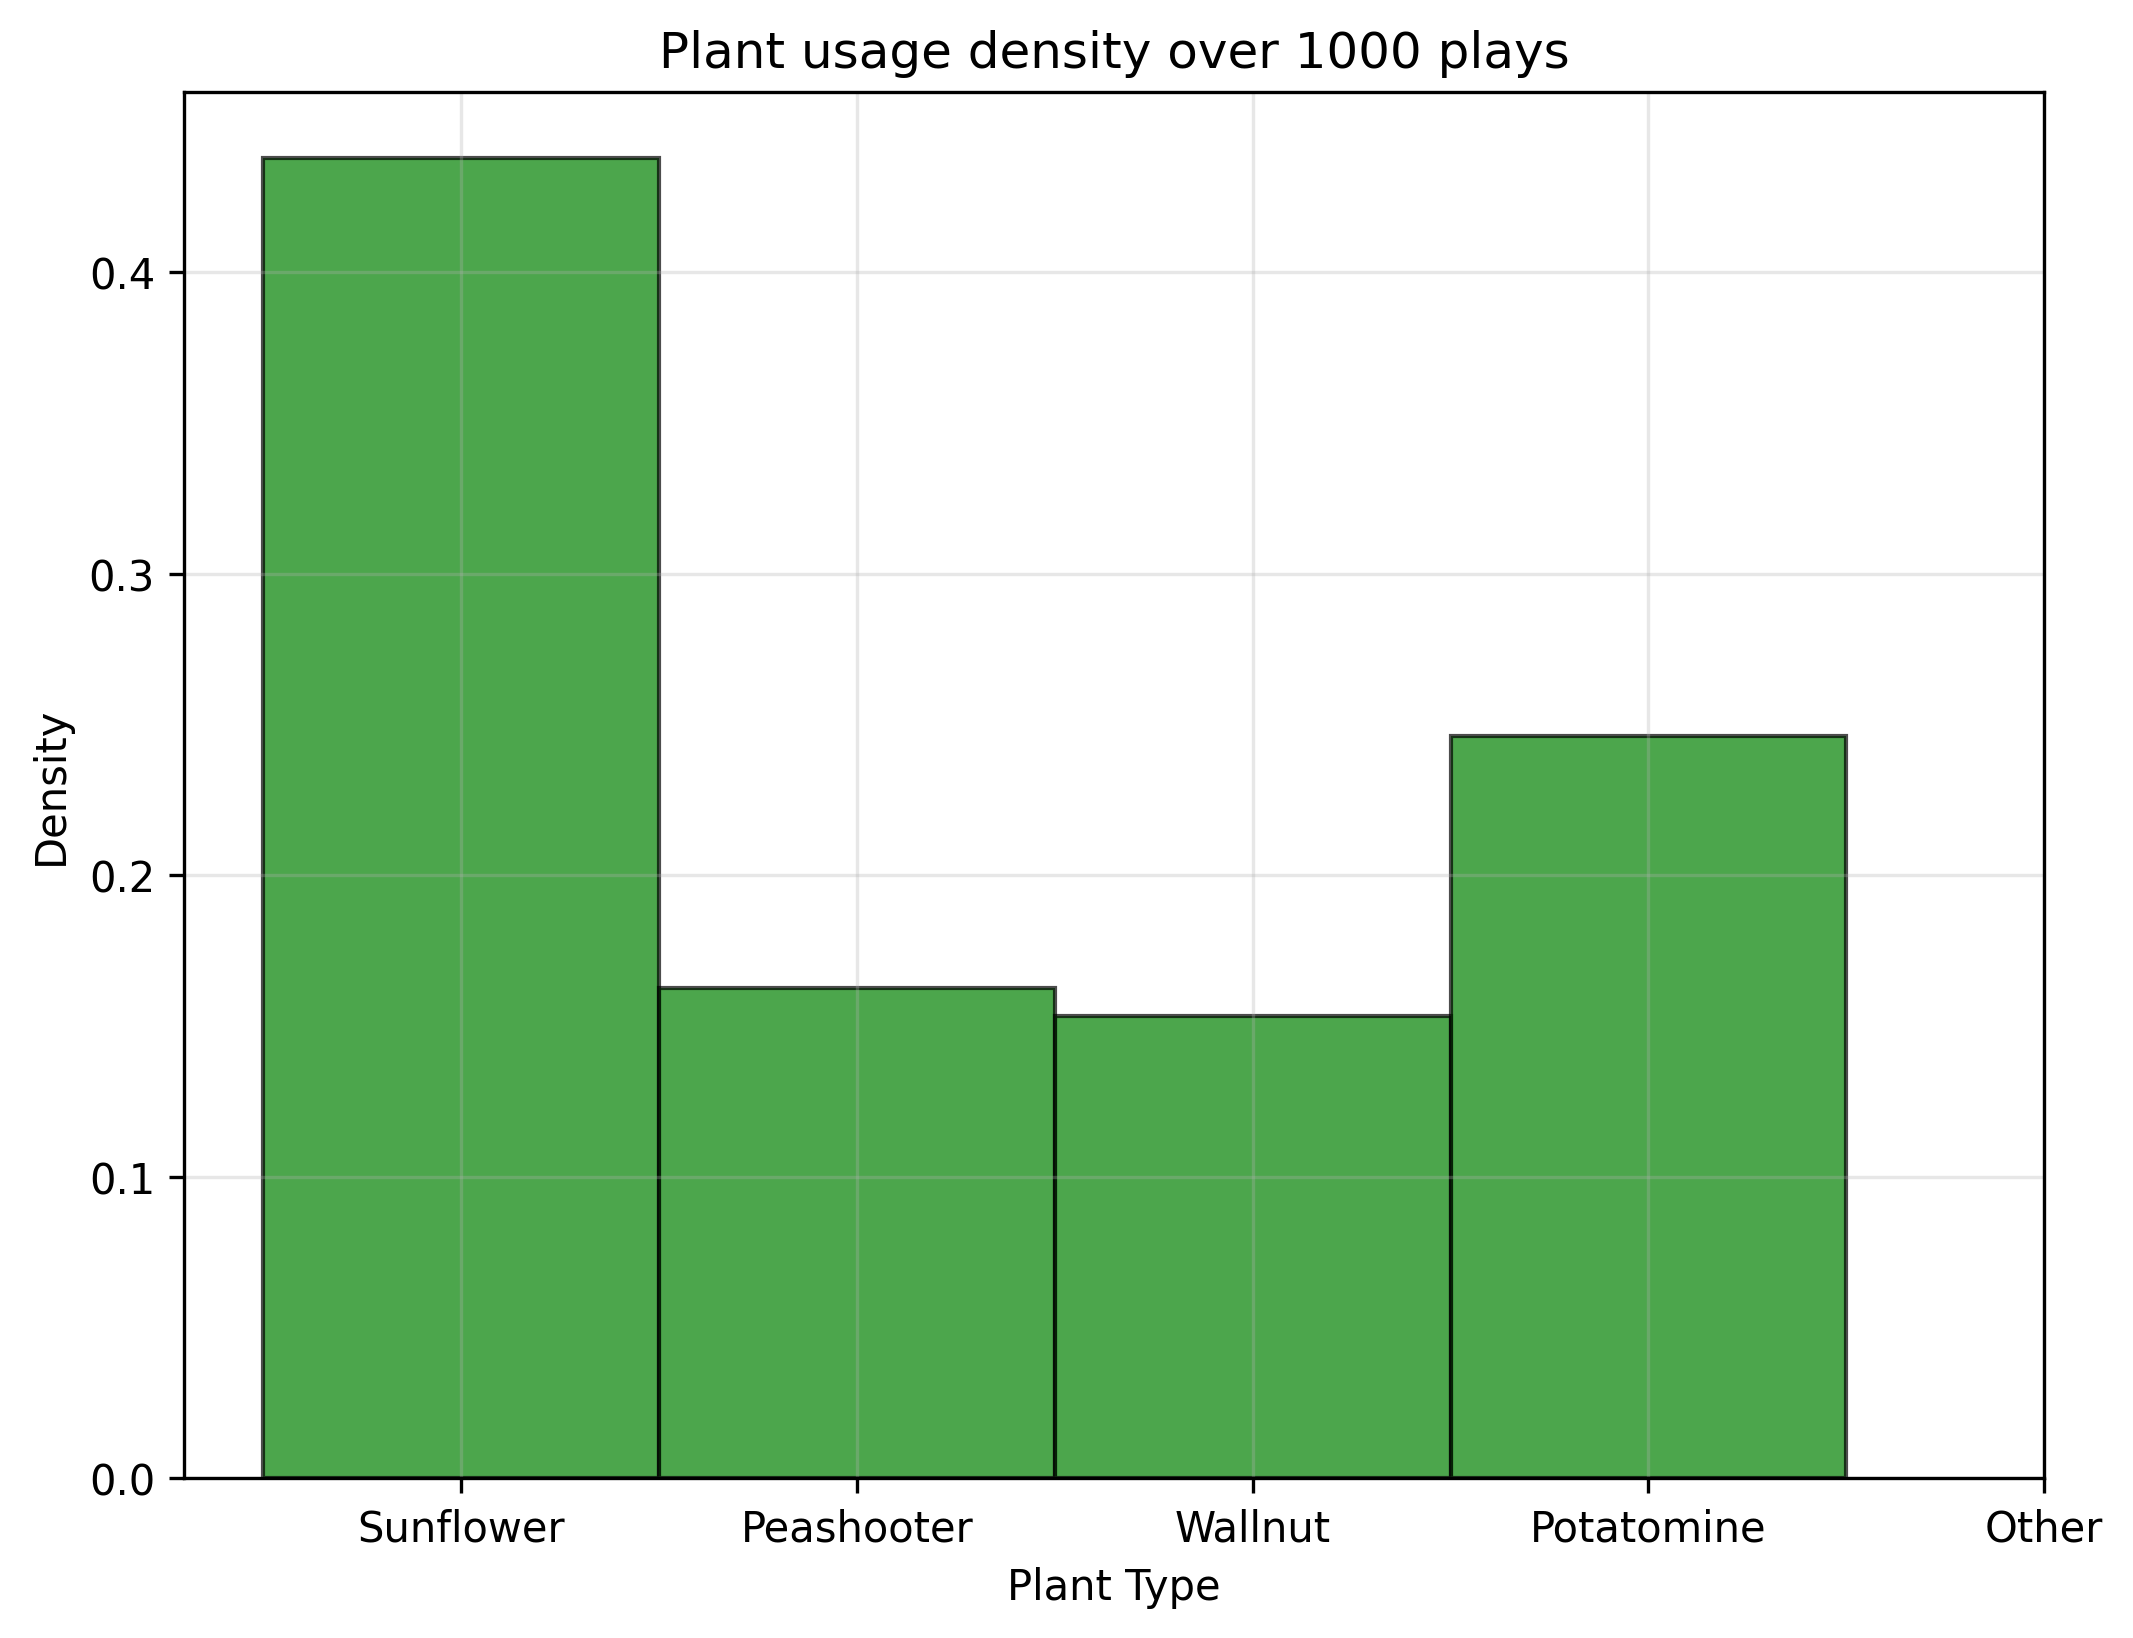 Plant usage density over 1000 plays
Density
0.4
0.3
0.2
0.1
0.0
Sunflower Peashooter Wallnut Potatomine Other
Plant Type